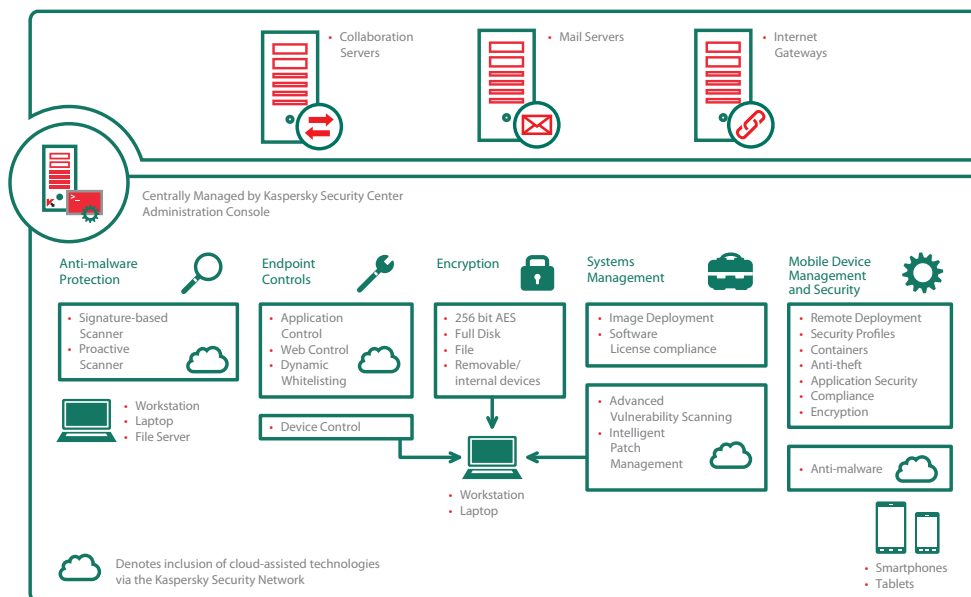 • Collaboration
Servers
• Mail Servers
• Internet
Gateways
>_
K
Centrally Managed by Kaspersky Security Center
Administration Console
Anti-malware
Protection
• Signature-based
Scanner
• Proactive
Scanner
• Workstation
• Laptop
• File Server
Endpoint
Controls
• Application
Control
• Web Control
• Dynamic
Whitelisting
• Device Control
Encryption
• 256 bit AES
• Full Disk
• File
• Removable/
internal devices
• Workstation
• Laptop
Systems
Management
• Image Deployment
• Software
License compliance
• Advanced
Vulnerability Scanning
• Intelligent
Patch
Management
Mobile Device
Management
and Security
• Remote Deployment
• Security Profiles
• Containers
• Anti-theft
• Application Security
• Compliance
• Encryption
• Anti-malware
• Smartphones
• Tablets
Denotes inclusion of cloud-assisted technologies
via the Kaspersky Security Network